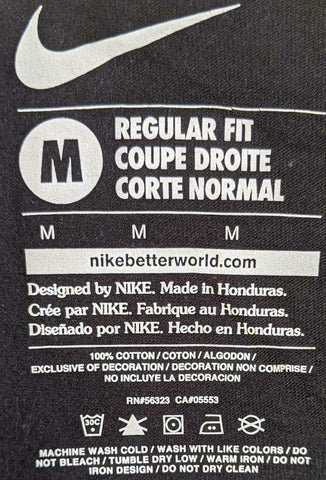 M
REGULAR FIT
COUPE DROITE
CORTE NORMAL
M M M
nikebetterworld.com
Designed by NIKE. Made in Honduras.
Crée par NIKE. Fabrique au Honduras.
Diseñado por NIKE. Hecho en Honduras.
100% COTTON / COTON / ALGODON /
EXCLUSIVE OF DECORATION / DECORATION NON COMPRISE /
NO INCLUYE LA DECORACION
RN#56323 CA#05553
30C
MACHINE WASH COLD / WASH WITH LIKE COLORS / DO
NOT BLEACH / TUMBLE DRY LOW / WARM IRON / DO NOT
IRON DESIGN / DO NOT DRY CLEAN